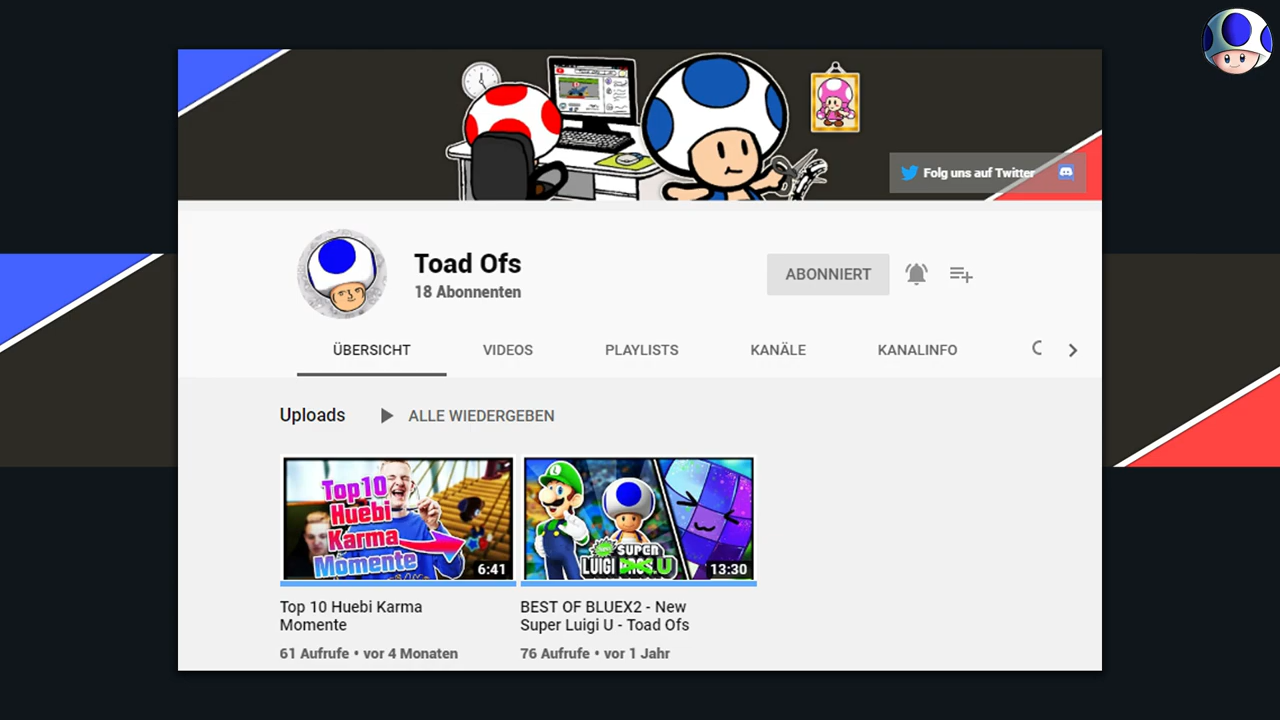 Folg uns auf Twitter
Toad Ofs
18 Abonnenten
ABONNIERT
ÜBERSICHT
VIDEOS
PLAYLISTS
KANÄLE
KANALINFO
Uploads
ALLE WIEDERGEBEN
Top10
Huebi
Karma
Momente
6:41
New
SUPER
LUIGI BROS.U
13:30
Top 10 Huebi Karma
Momente
61 Aufrufe • vor 4 Monaten
BEST OF BLUEX2 - New
Super Luigi U - Toad Ofs
76 Aufrufe • vor 1 Jahr